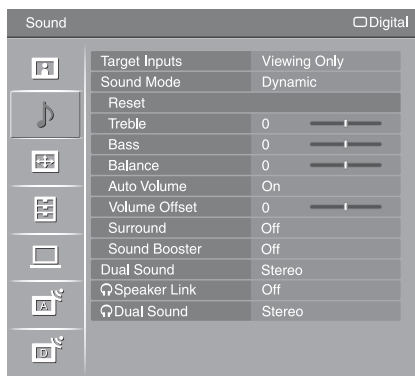 Sound Digital
Target Inputs Viewing Only
Sound Mode Dynamic
Reset
Treble 0
Bass 0
Balance 0
Auto Volume On
Volume Offset 0
Surround Off
Sound Booster Off
Dual Sound Stereo
Speaker Link Off
Dual Sound Stereo
A
D